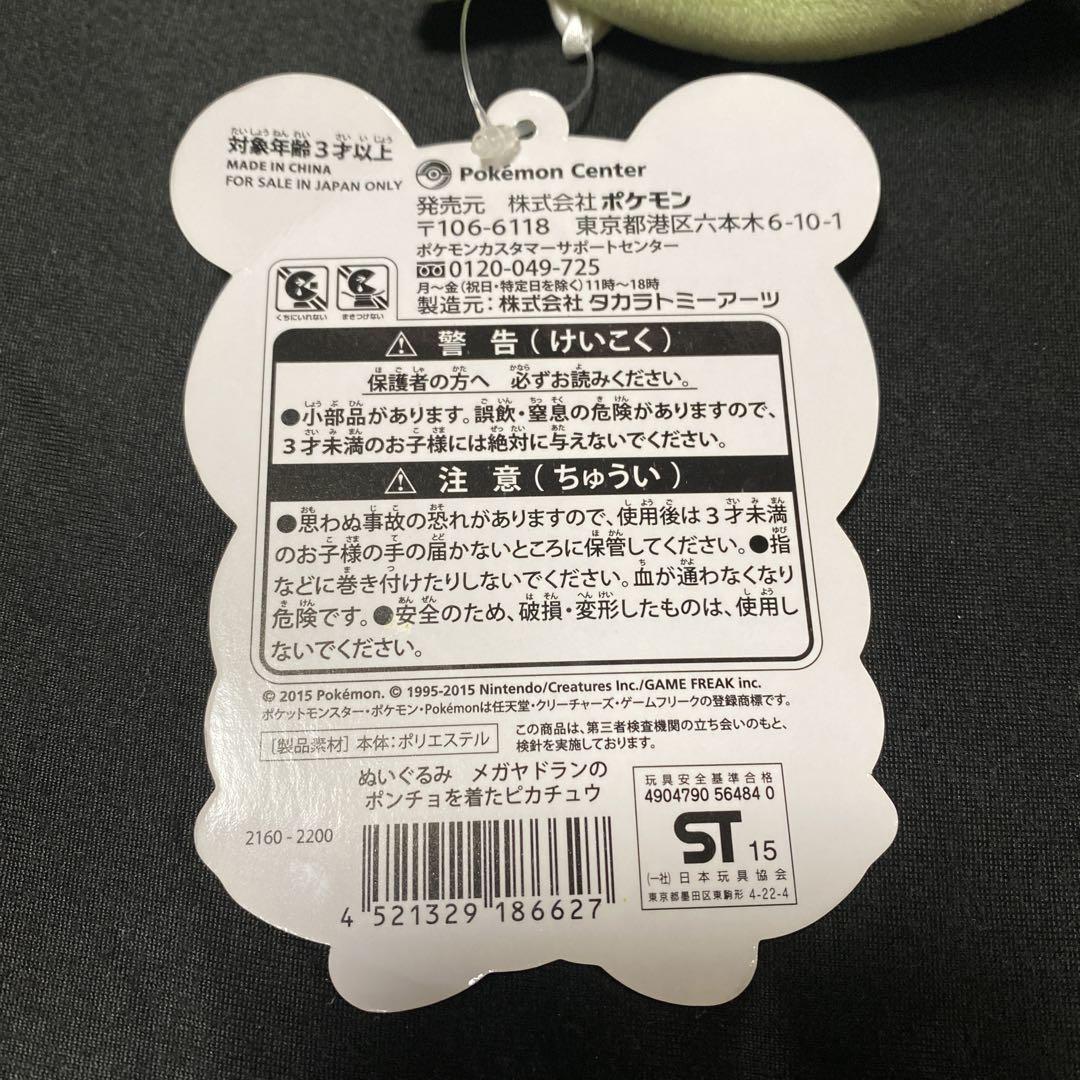 対象年齢3才以上
MADE IN CHINA
FOR SALE IN JAPAN ONLY
Pokémon Center
発売元 株式会社 ポケモン
〒106-6118 東京都港区六本木6-10-1
ポケモンカスタマーサポートセンター
0120-049-725
月〜金(祝日・特定日を除く)11時〜18時
製造元:株式会社 タカラトミーアーツ
くちにいれない まきつけない
⚠ 警告(けいこく)
保護者の方へ 必ずお読みください。
●小部品があります。誤飲・窒息の危険がありますので、
3才未満のお子様には絶対に与えないでください。
⚠ 注意(ちゅうい)
●思わぬ事故の恐れがありますので、使用後は3才未満
のお子様の手の届かないところに保管してください。●指
などに巻き付けたりしないでください。血が通わなくなり
危険です。●安全のため、破損・変形したものは、使用し
ないでください。
© 2015 Pokémon. © 1995-2015 Nintendo/Creatures Inc./GAME FREAK inc.
ポケットモンスター・ポケモン・Pokémonは任天堂・クリーチャーズ・ゲームフリークの登録商標です。
[製品素材] 本体:ポリエステル
この商品は、第三者検査機関の立ち会いのもと、
検針を実施しております。
ぬいぐるみ メガヤドランの
ポンチョを着たピカチュウ
2160-2200
4 521329 186627
玩具安全基準合格
4904790 56484 0
ST 15
(一社)日本玩具協会
東京都墨田区東駒形 4-22-4